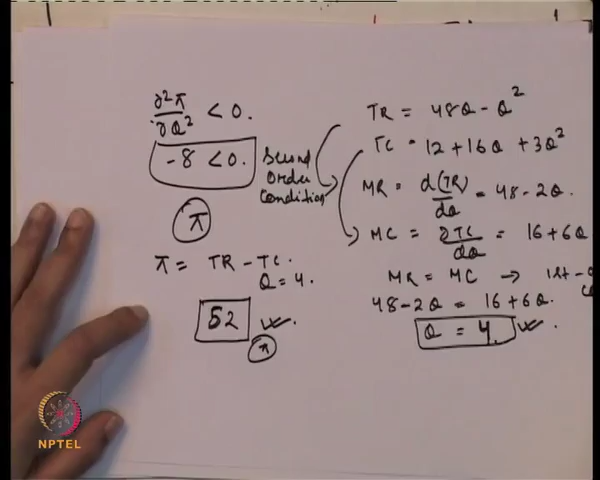 ∂²π/∂Q² < 0.
-8 < 0.
Second
Order
Condition
π
π = TR - TC.
Q = 4.
52
π
TR = 48Q - Q²
TC = 12 + 16Q + 3Q²
MR = d(TR)/dQ = 48 - 2Q.
MC = ∂TC/dQ = 16 + 6Q
MR = MC →
48 - 2Q = 16 + 6Q.
Q = 4.
NPTEL